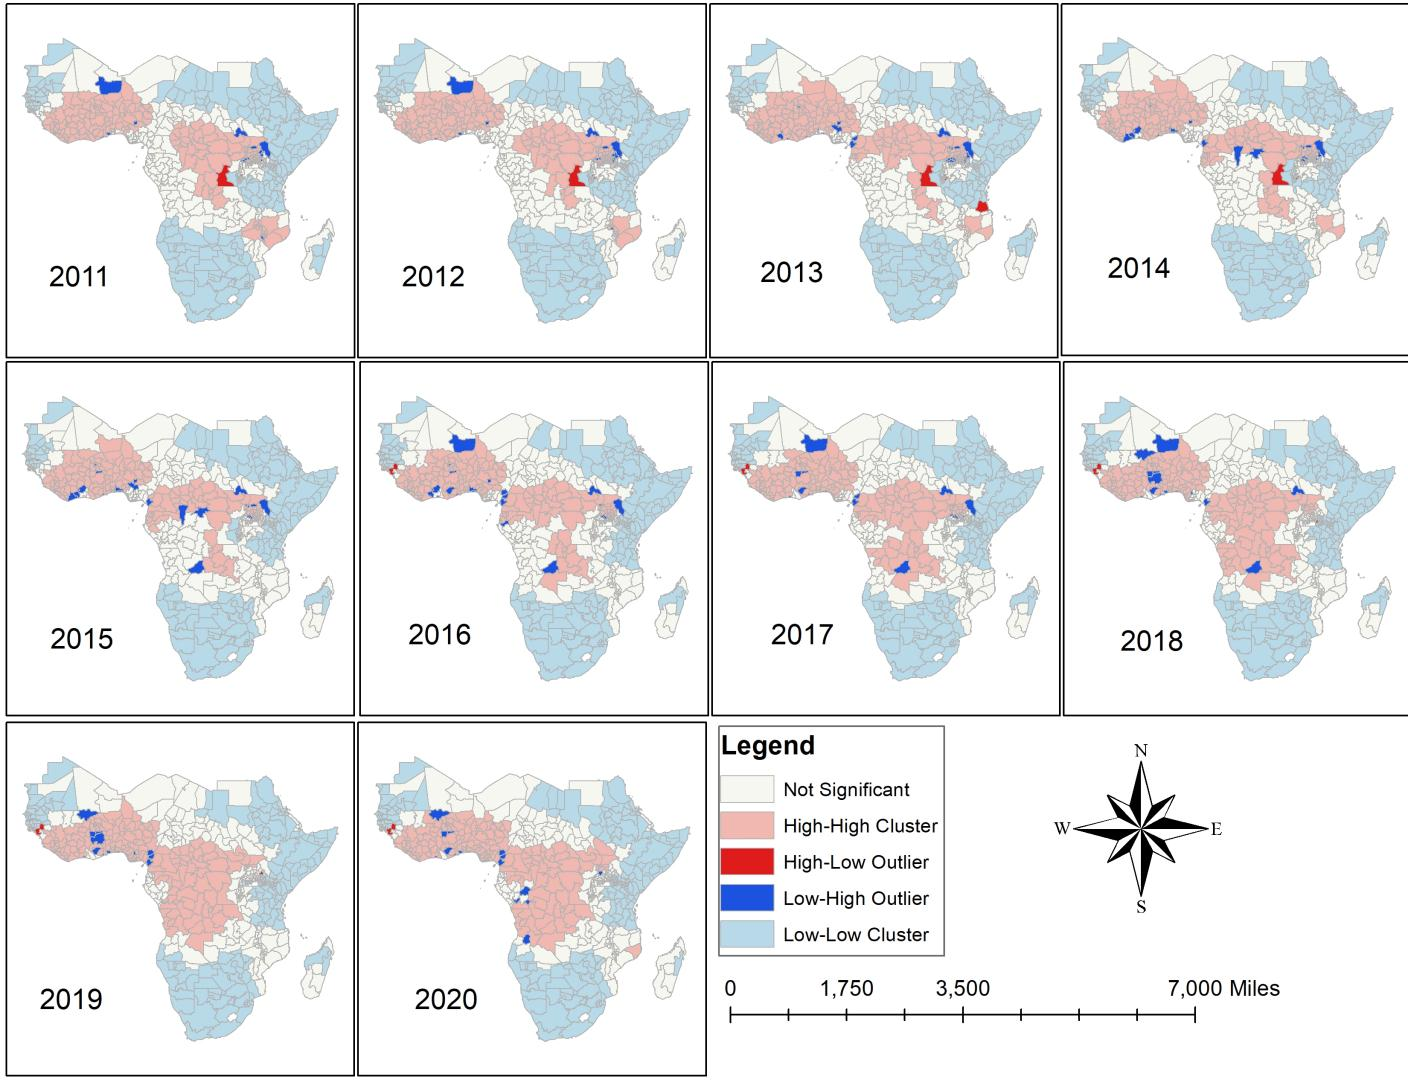 2011
2012
2013
2014
2015
2016
2017
2018
2019
2020
Legend
Not Significant
High-High Cluster
High-Low Outlier
Low-High Outlier
Low-Low Cluster
N
W E
S
0 1,750 3,500 7,000 Miles